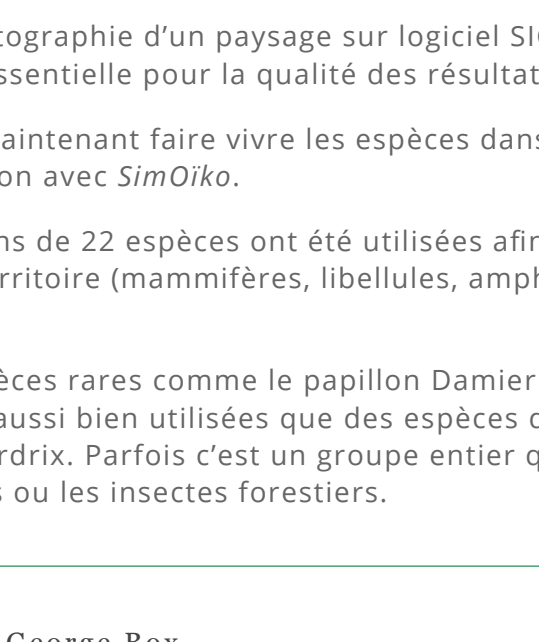 tographie d’un paysage sur logiciel SI
ssentielle pour la qualité des résultat
aintenant faire vivre les espèces dans
on avec SimOïko.
ns de 22 espèces ont été utilisées afin
rritoire (mammifères, libellules, amph
èces rares comme le papillon Damier
aussi bien utilisées que des espèces
rdrix. Parfois c’est un groupe entier q
s ou les insectes forestiers.
George Box